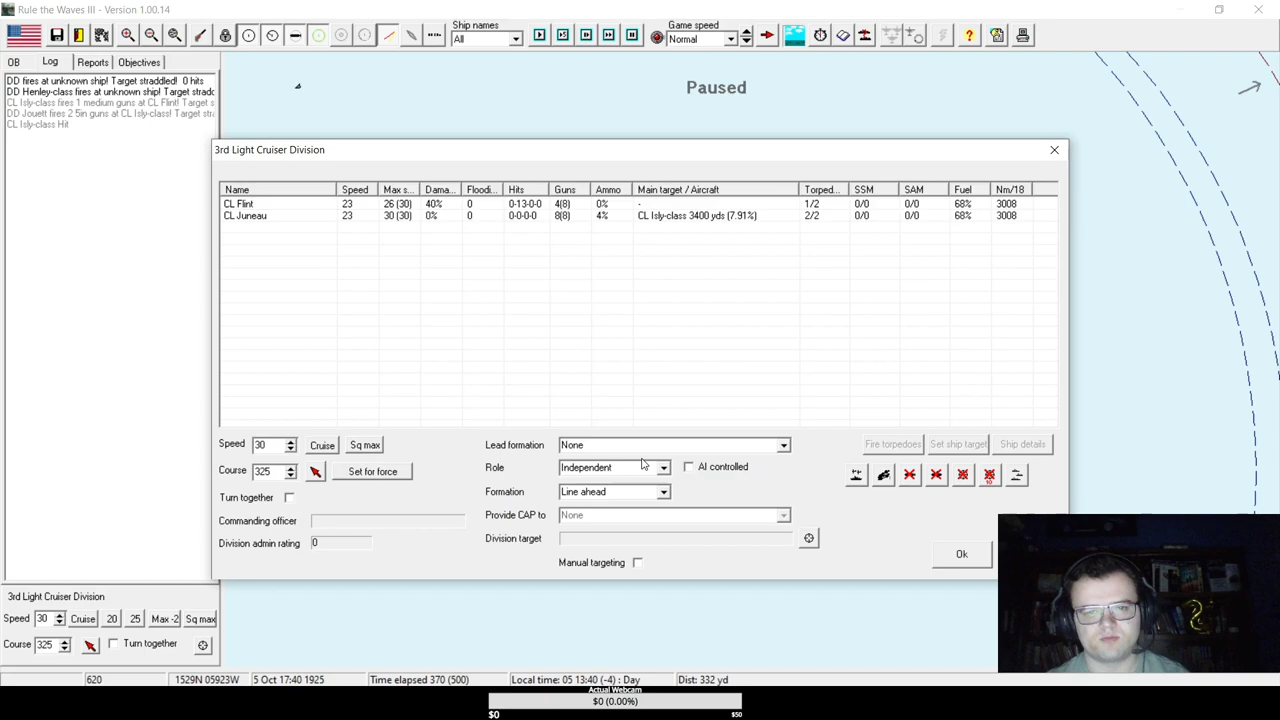 Rule the Waves III - Version 1.00.14
Ship names
Game speed
All
Normal
OB Log Reports Objectives
DD fires at unknown ship! Target straddled! 0 hits
DD Henley-class fires at unknown ship! Target straddl
CL Isly-class fires 1 medium guns at CL Flint! Target s
DD Jouett fires 2 5in guns at CL Isly-class! Target stra
CL Isly-class Hit
Paused
3rd Light Cruiser Division
Name Speed Max s... Dama... Floodi... Hits Guns Ammo Main target / Aircraft Torped... SSM SAM Fuel Nm/18
CL Flint 23 26 (30) 40% 0 0-13-0-0 4(8) 0% - 1/2 0/0 0/0 68% 3008
CL Juneau 23 30 (30) 0% 0 0-0-0-0 8(8) 4% CL Isly-class 3400 yds (7.91%) 2/2 0/0 0/0 68% 3008
Speed 30 Cruise Sq max Lead formation None Fire torpedoes Set ship target Ship details
Course 325 Set for force Role Independent AI controlled
Turn together Formation Line ahead
Commanding officer Provide CAP to None
Division admin rating 0 Division target
Manual targeting Ok
3rd Light Cruiser Division
Speed 30 Cruise 20 25 Max -2 Sq max
Course 325 Turn together
620 1529N 05923W 5 Oct 17:40 1925 Time elapsed 370 (500) Local time: 05 13:40 (-4) : Day Dist: 332 yd
Actual Webcam
$0 (0.00%)
$0 $50